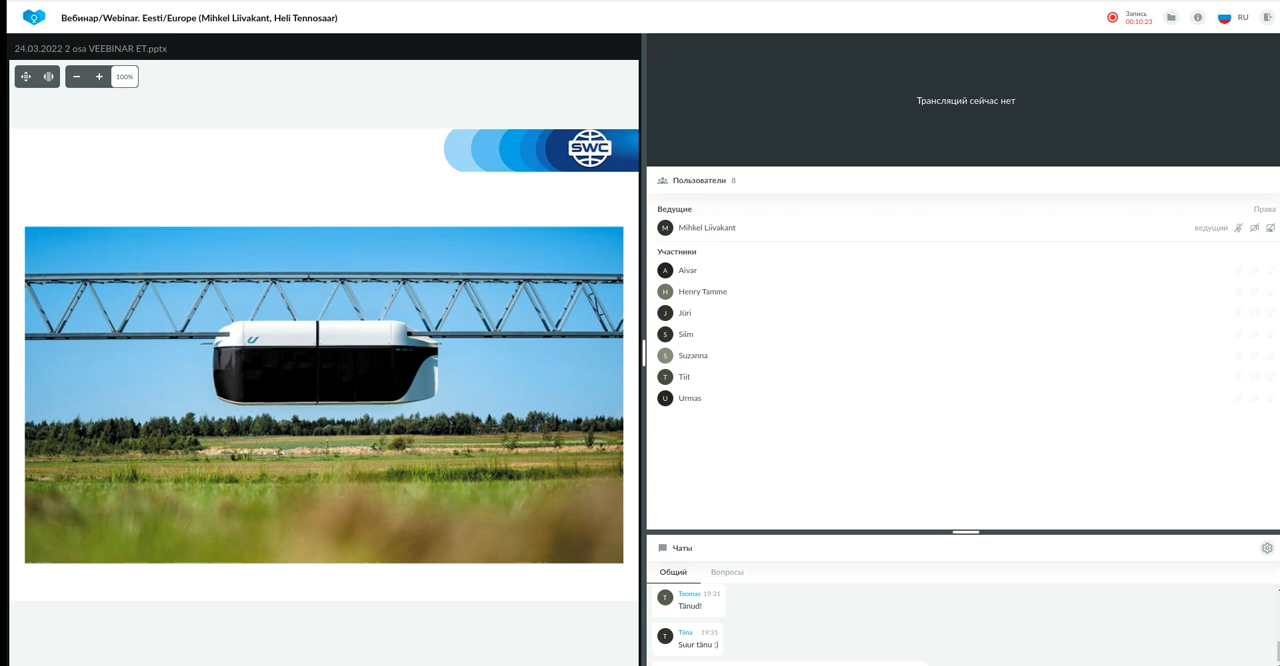 Вебинар/Webinar. Eesti/Europe (Mihkel Liivakant, Heli Tennosaar)
Запись
00:10:23
RU
24.03.2022 2 osa VEEBINAR ET.pptx
100%
SWC
Трансляций сейчас нет
Пользователи 8
Ведущие Права
M Mihkel Liivakant ведущий
Участники
A Aivar
H Henry Tamme
J Jüri
S Siim
S Suzanna
T Tiit
U Urmas
Чаты
Общий Вопросы
T Toomas 19:31
Tänud!
T Tiina 19:31
Suur tänu :)